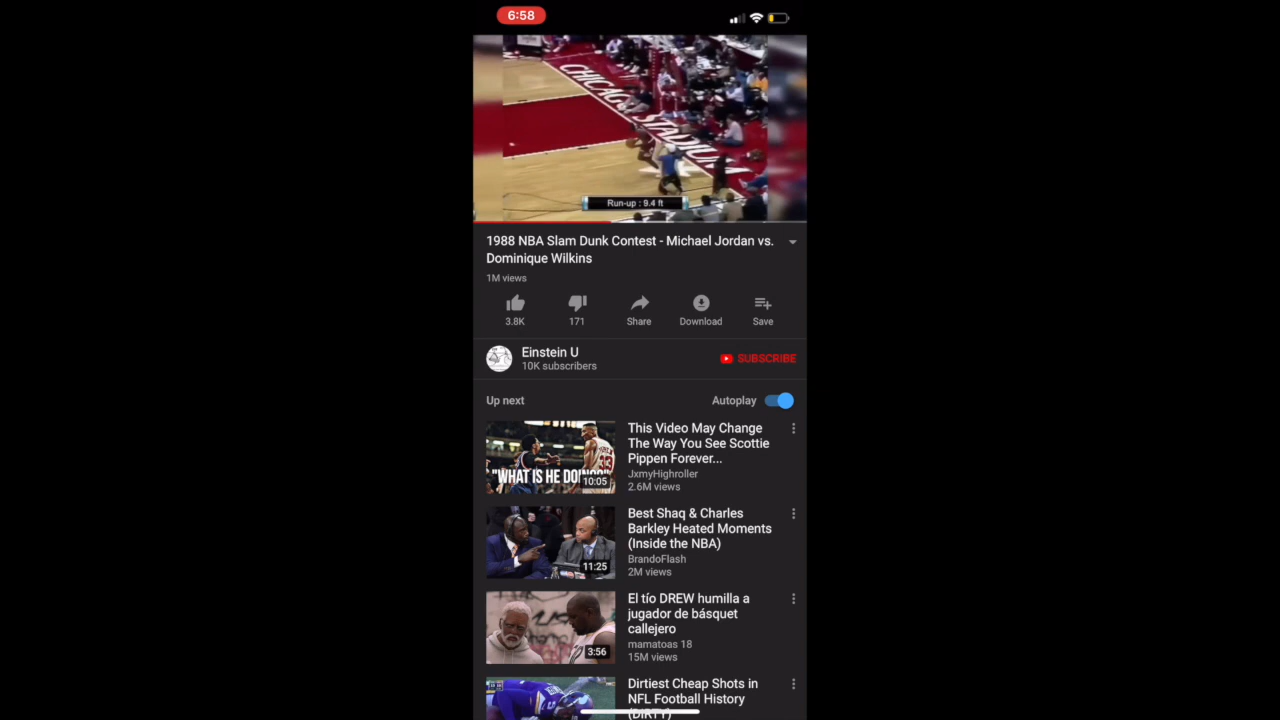 6:58
CHICAGO STADIUM
Run-up : 9.4 ft
1988 NBA Slam Dunk Contest - Michael Jordan vs.
Dominique Wilkins
1M views
3.8K
171
Share
Download
Save
Einstein U
10K subscribers
SUBSCRIBE
Up next
Autoplay
This Video May Change
The Way You See Scottie
Pippen Forever...
JxmyHighroller
2.6M views
"WHAT IS HE DOING"
33
10:05
Best Shaq & Charles
Barkley Heated Moments
(Inside the NBA)
BrandoFlash
2M views
11:25
El tío DREW humilla a
jugador de básquet
callejero
mamatoas 18
15M views
3:56
Dirtiest Cheap Shots in
NFL Football History
(DIRTY)